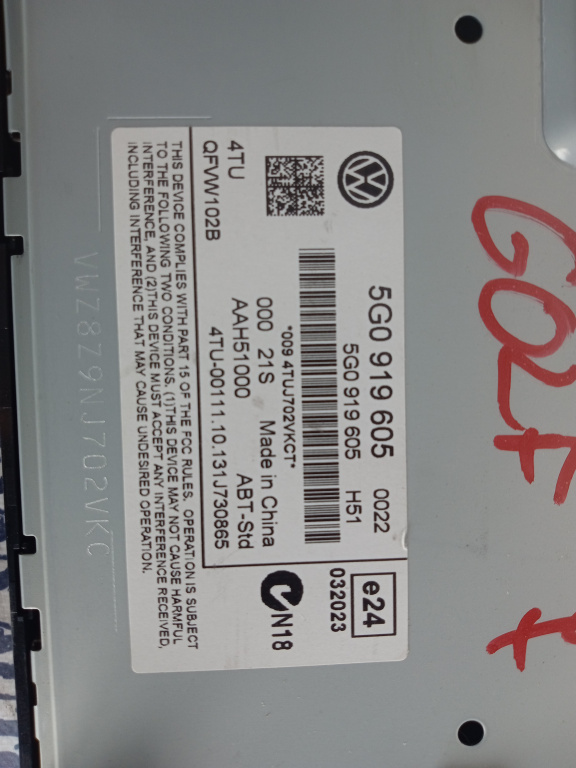 GOLF 7
5G0 919 605 0022
5G0 919 605 H51
*009 4TUJ702VKCT*
000 21S Made in China
AAH51000 ABT-Std
4TU-00111.10.131J730865
4TU
QFVW102B
e24
032023
N18
THIS DEVICE COMPLIES WITH PART 15 OF THE FCC RULES. OPERATION IS SUBJECT
TO THE FOLLOWING TWO CONDITIONS, (1)THIS DEVICE MAY NOT CAUSE HARMFUL
INTERFERENCE, AND (2)THIS DEVICE MUST ACCEPT ANY INTERFERENCE RECEIVED,
INCLUDING INTERFERENCE THAT MAY CAUSE UNDESIRED OPERATION.
VWZ8Z9NJ702VKC